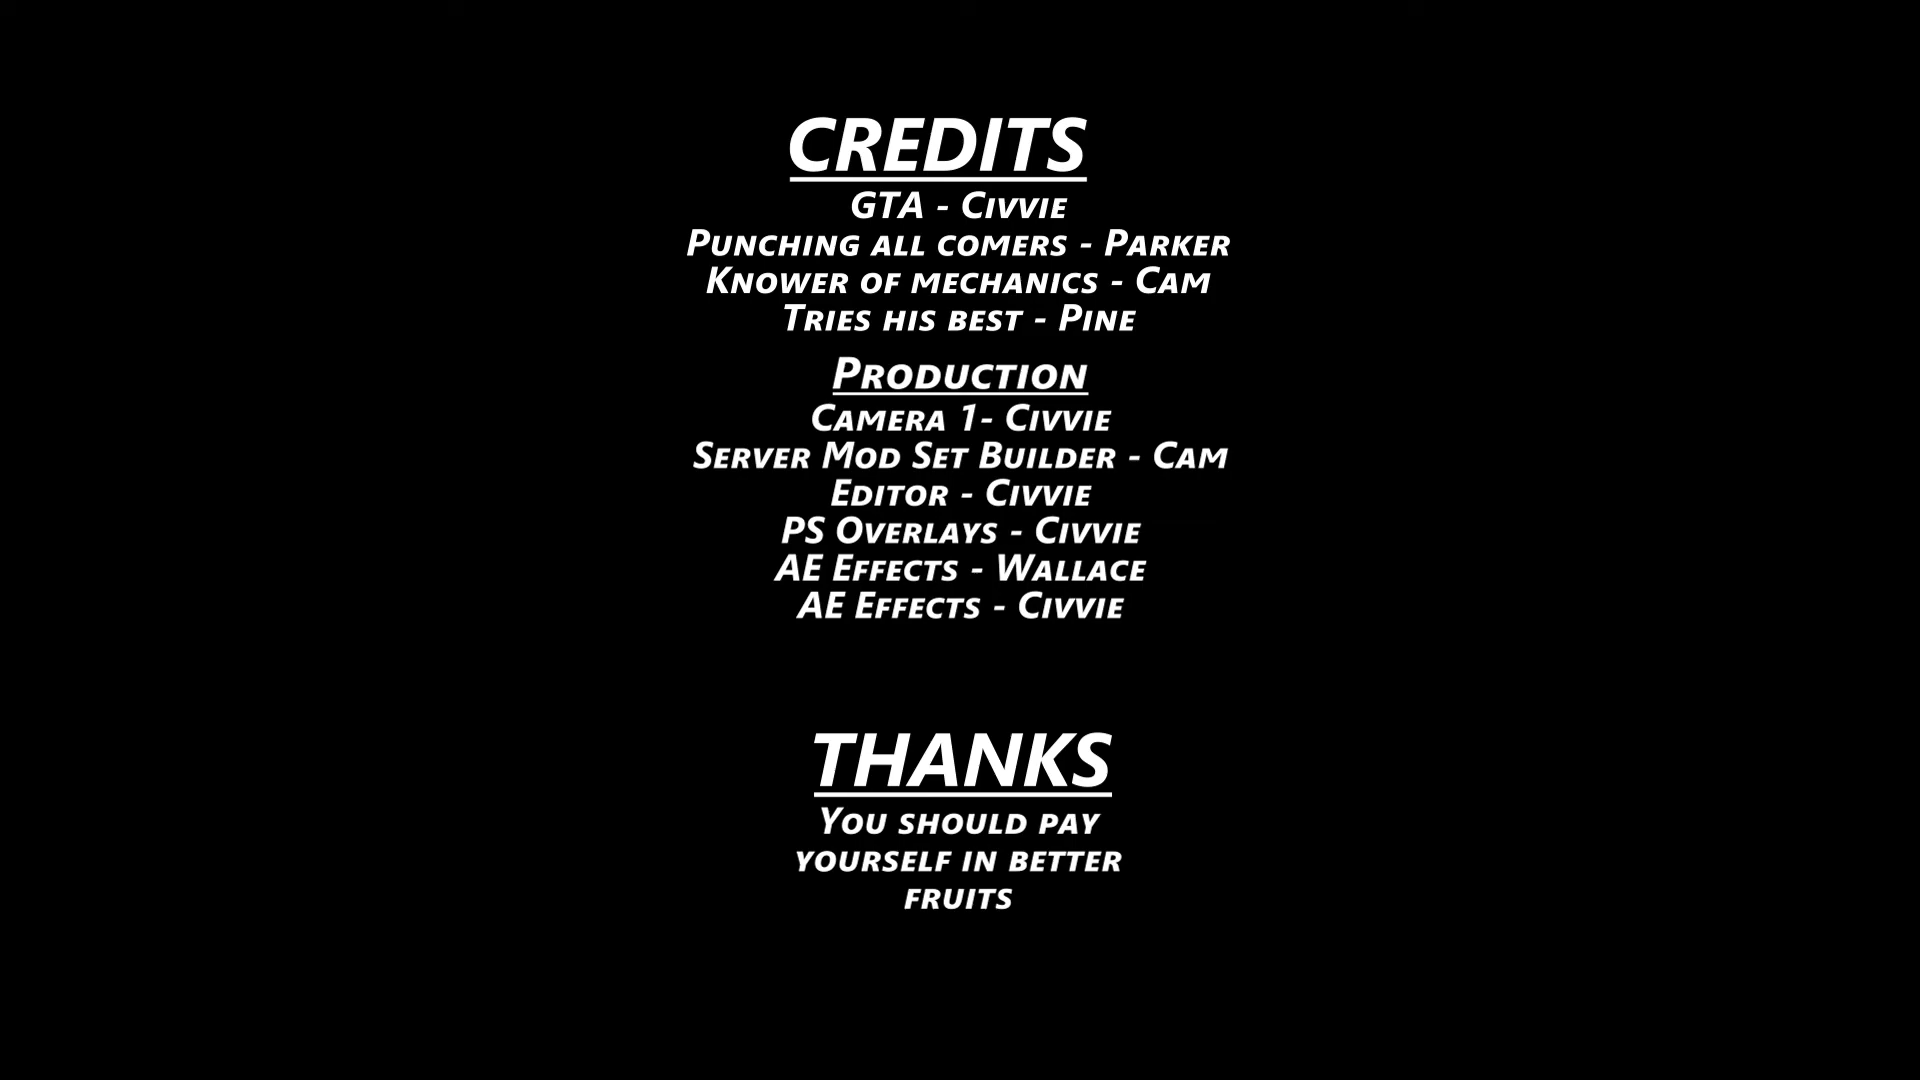 CREDITS
GTA - Civvie
Punching all comers - Parker
Knower of mechanics - Cam
Tries his best - Pine
Production
Camera 1- Civvie
Server Mod Set Builder - Cam
Editor - Civvie
PS Overlays - Civvie
AE Effects - Wallace
AE Effects - Civvie
THANKS
You should pay
yourself in better
fruits